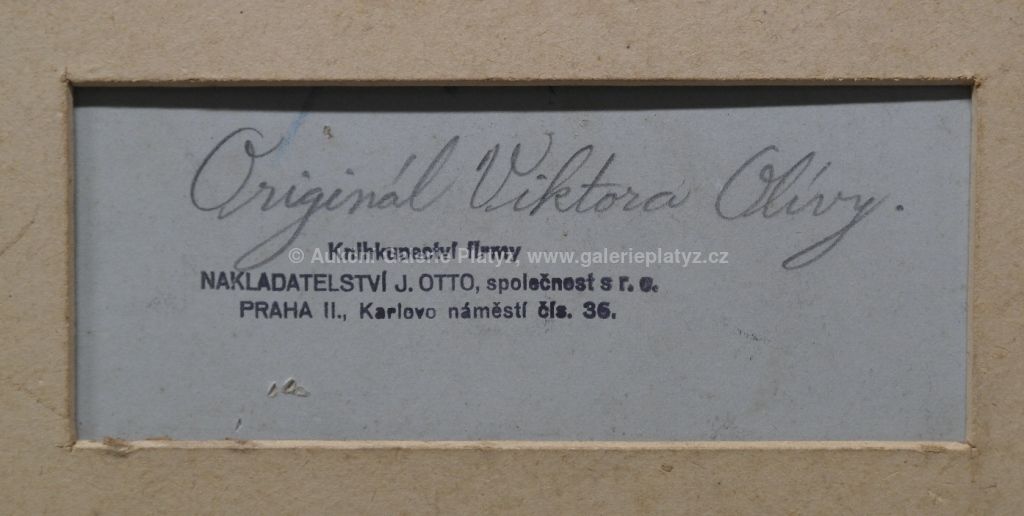 Originál Viktora Olívy.
Knihkupectví firmy
© Aukční Galerie Platýz, www.galerieplatyz.cz
NAKLADATELSTVÍ J. OTTO, společnost s r. o.
PRAHA II., Karlovo náměstí čís. 36.